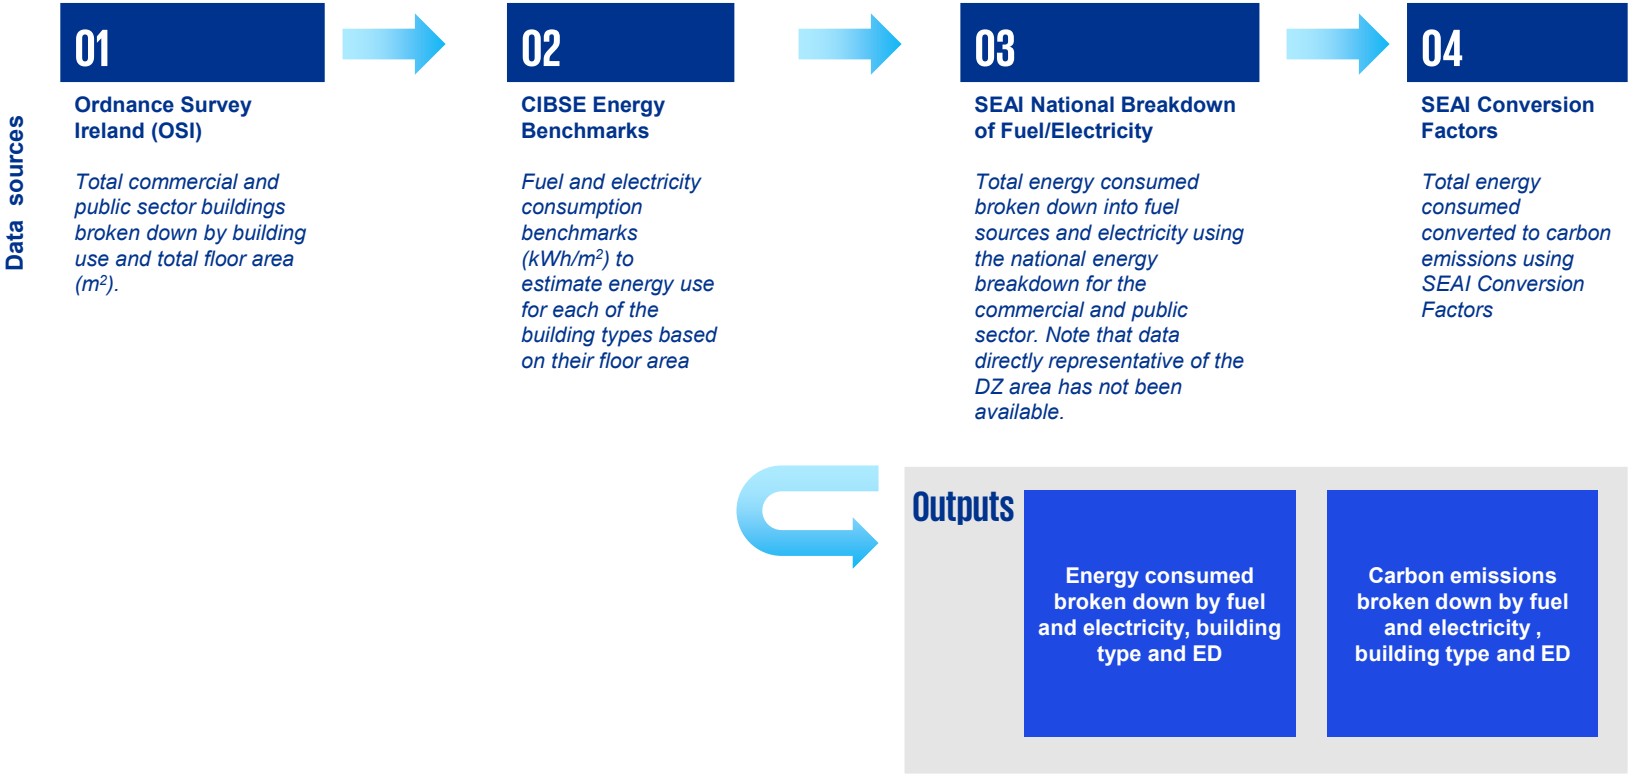 Data sources
01
Ordnance Survey
Ireland (OSI)
Total commercial and
public sector buildings
broken down by building
use and total floor area
(m²).
02
CIBSE Energy
Benchmarks
Fuel and electricity
consumption
benchmarks
(kWh/m²) to
estimate energy use
for each of the
building types based
on their floor area
03
SEAI National Breakdown
of Fuel/Electricity
Total energy consumed
broken down into fuel
sources and electricity using
the national energy
breakdown for the
commercial and public
sector. Note that data
directly representative of the
DZ area has not been
available.
04
SEAI Conversion
Factors
Total energy
consumed
converted to carbon
emissions using
SEAI Conversion
Factors
Outputs
Energy consumed
broken down by fuel
and electricity, building
type and ED
Carbon emissions
broken down by fuel
and electricity ,
building type and ED